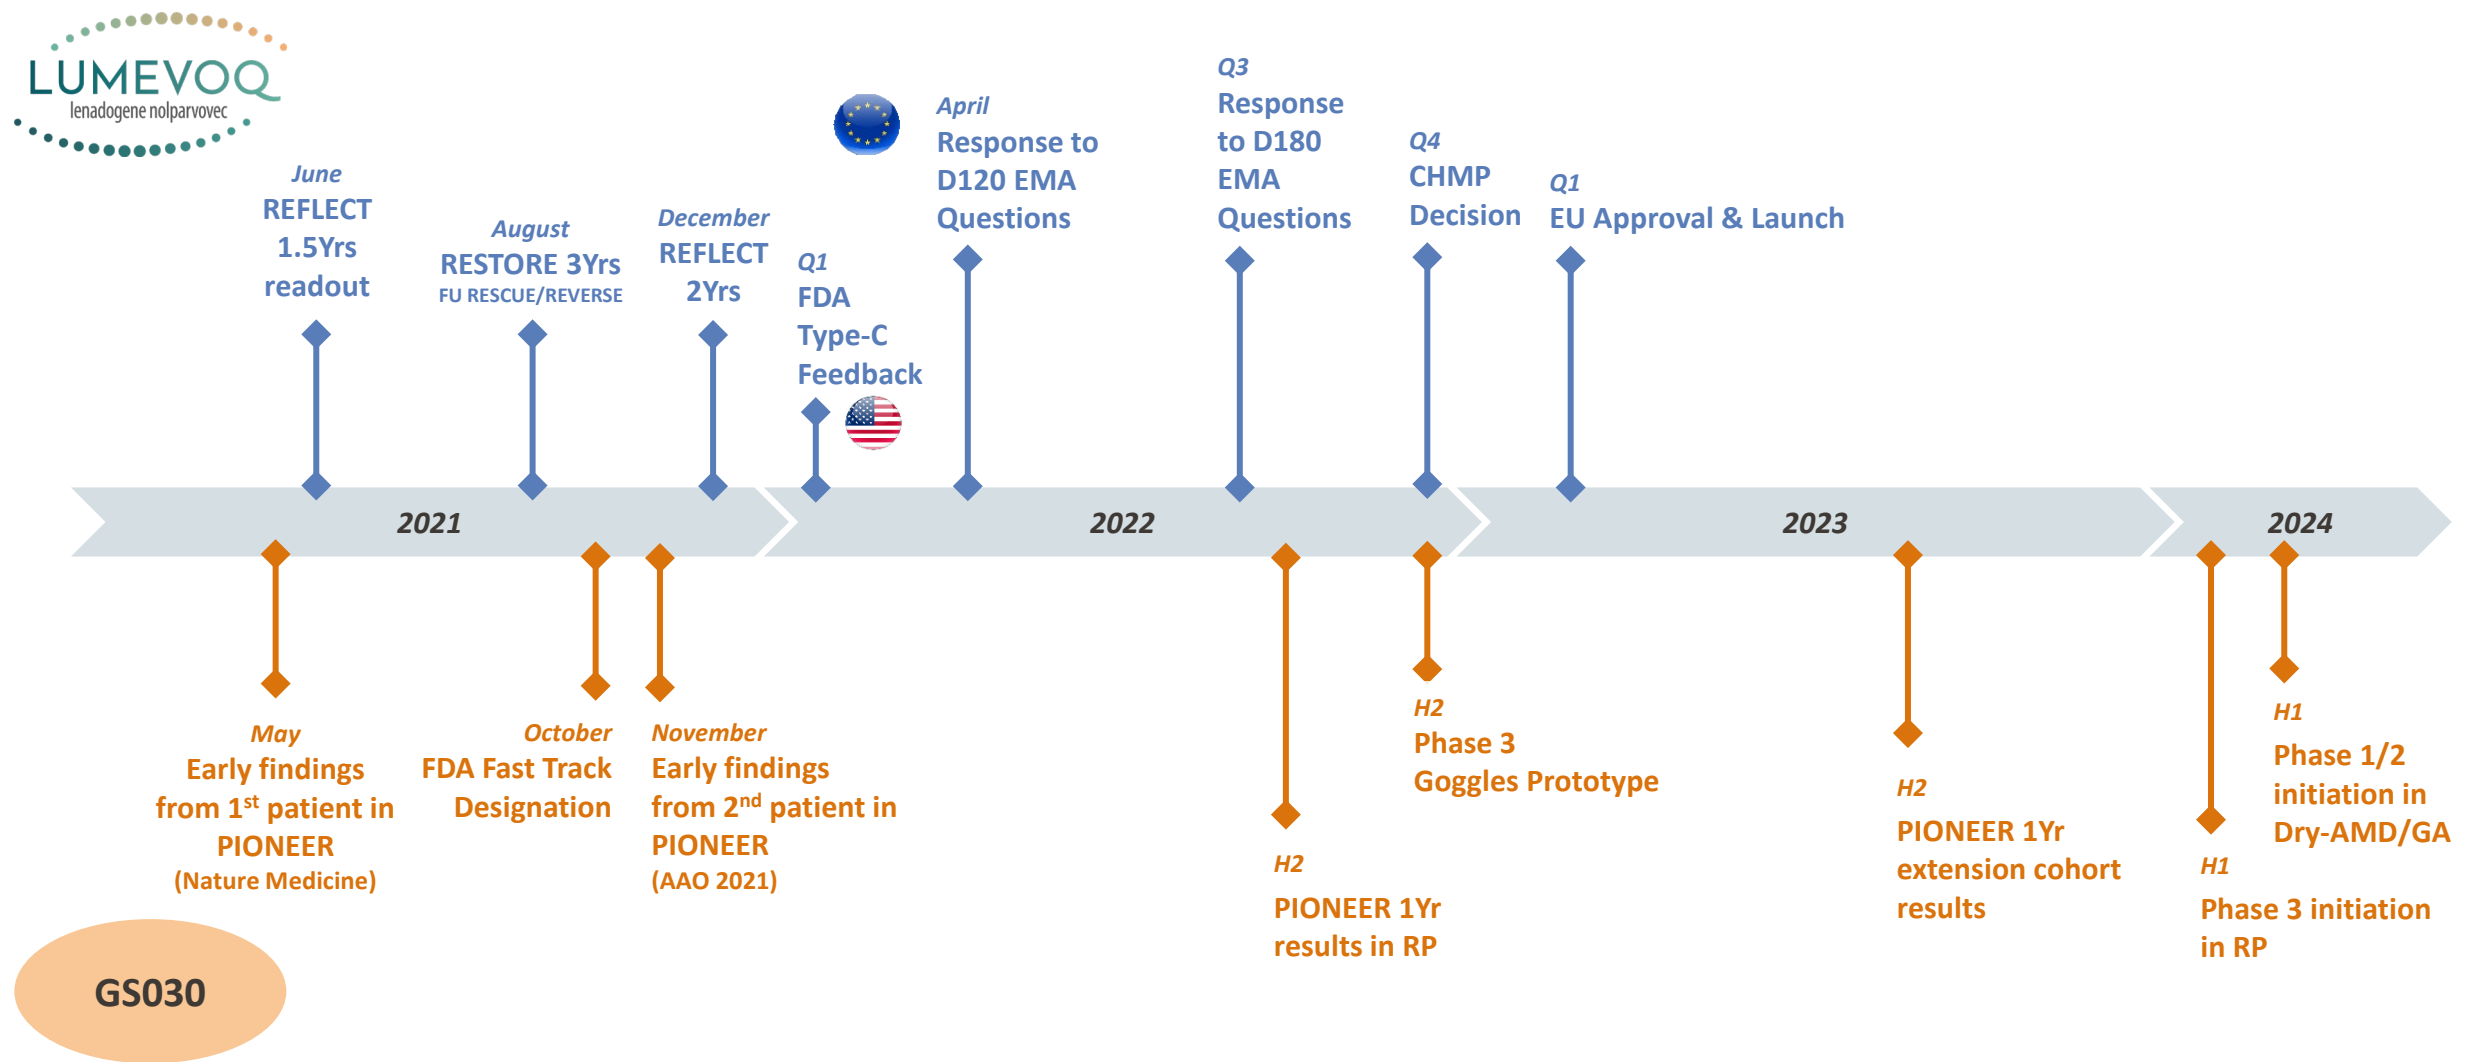 LUMEVOQ
lenadogene nolparvovec
June
REFLECT
1.5Yrs
readout
August
RESTORE 3Yrs
FU RESCUE/REVERSE
December
REFLECT
2Yrs
Q1
FDA
Type-C
Feedback
April
Response to
D120 EMA
Questions
Q3
Response
to D180
EMA
Questions
Q4
CHMP
Decision
Q1
EU Approval & Launch
2021
2022
2023
2024
May
Early findings
from 1st patient in
PIONEER
(Nature Medicine)
October
FDA Fast Track
Designation
November
Early findings
from 2nd patient in
PIONEER
(AAO 2021)
H2
PIONEER 1Yr
results in RP
H2
Phase 3
Goggles Prototype
H2
PIONEER 1Yr
extension cohort
results
H1
Phase 3 initiation
in RP
H1
Phase 1/2
initiation in
Dry-AMD/GA
GS030